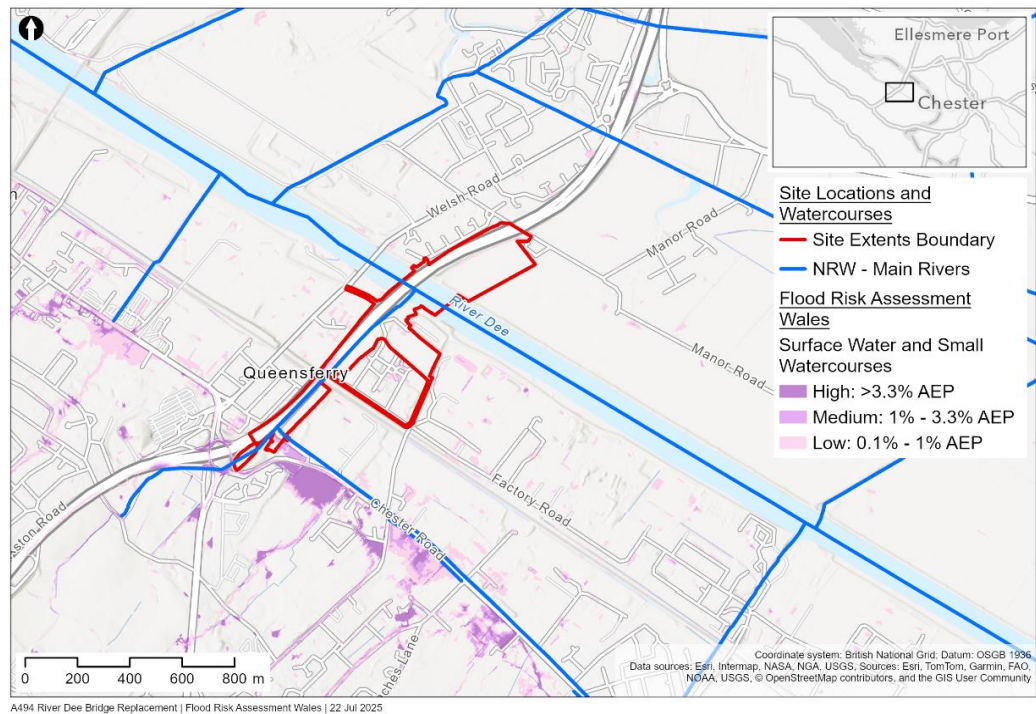 Ellesmere Port
Chester
Site Locations and
Watercourses
Site Extents Boundary
NRW - Main Rivers
Flood Risk Assessment
Wales
Surface Water and Small
Watercourses
High: >3.3% AEP
Medium: 1% - 3.3% AEP
Low: 0.1% - 1% AEP
Welsh Road
Manor Road
River Dee
Manor Road
Queensferry
Factory Road
Chester Road
0 200 400 600 800 m
Coordinate system: British National Grid; Datum: OSGB 1936
Data sources: Esri, Intermap, NASA, NGA, USGS, Sources: Esri, TomTom, Garmin, FAO,
NOAA, USGS, © OpenStreetMap contributors, and the GIS User Community
A494 River Dee Bridge Replacement | Flood Risk Assessment Wales | 22 Jul 2025